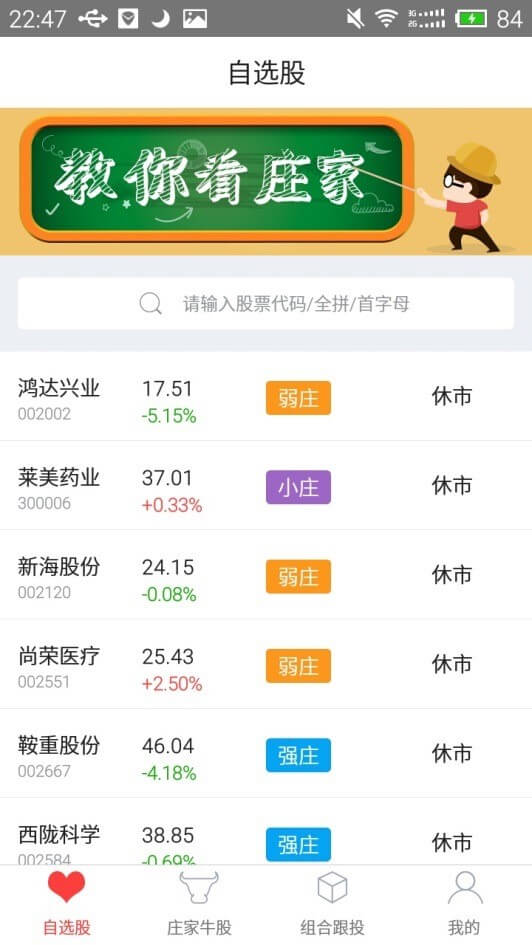 22:47
3G
2G
84
自选股
教你看庄家
请输入股票代码/全拼/首字母
鸿达兴业 17.51 弱庄 休市
002002 -5.15%
莱美药业 37.01 小庄 休市
300006 +0.33%
新海股份 24.15 弱庄 休市
002120 -0.08%
尚荣医疗 25.43 弱庄 休市
002551 +2.50%
鞍重股份 46.04 强庄 休市
002667 -4.18%
西陇科学 38.85 强庄 休市
002584 -0.69%
自选股 庄家牛股 组合跟投 我的